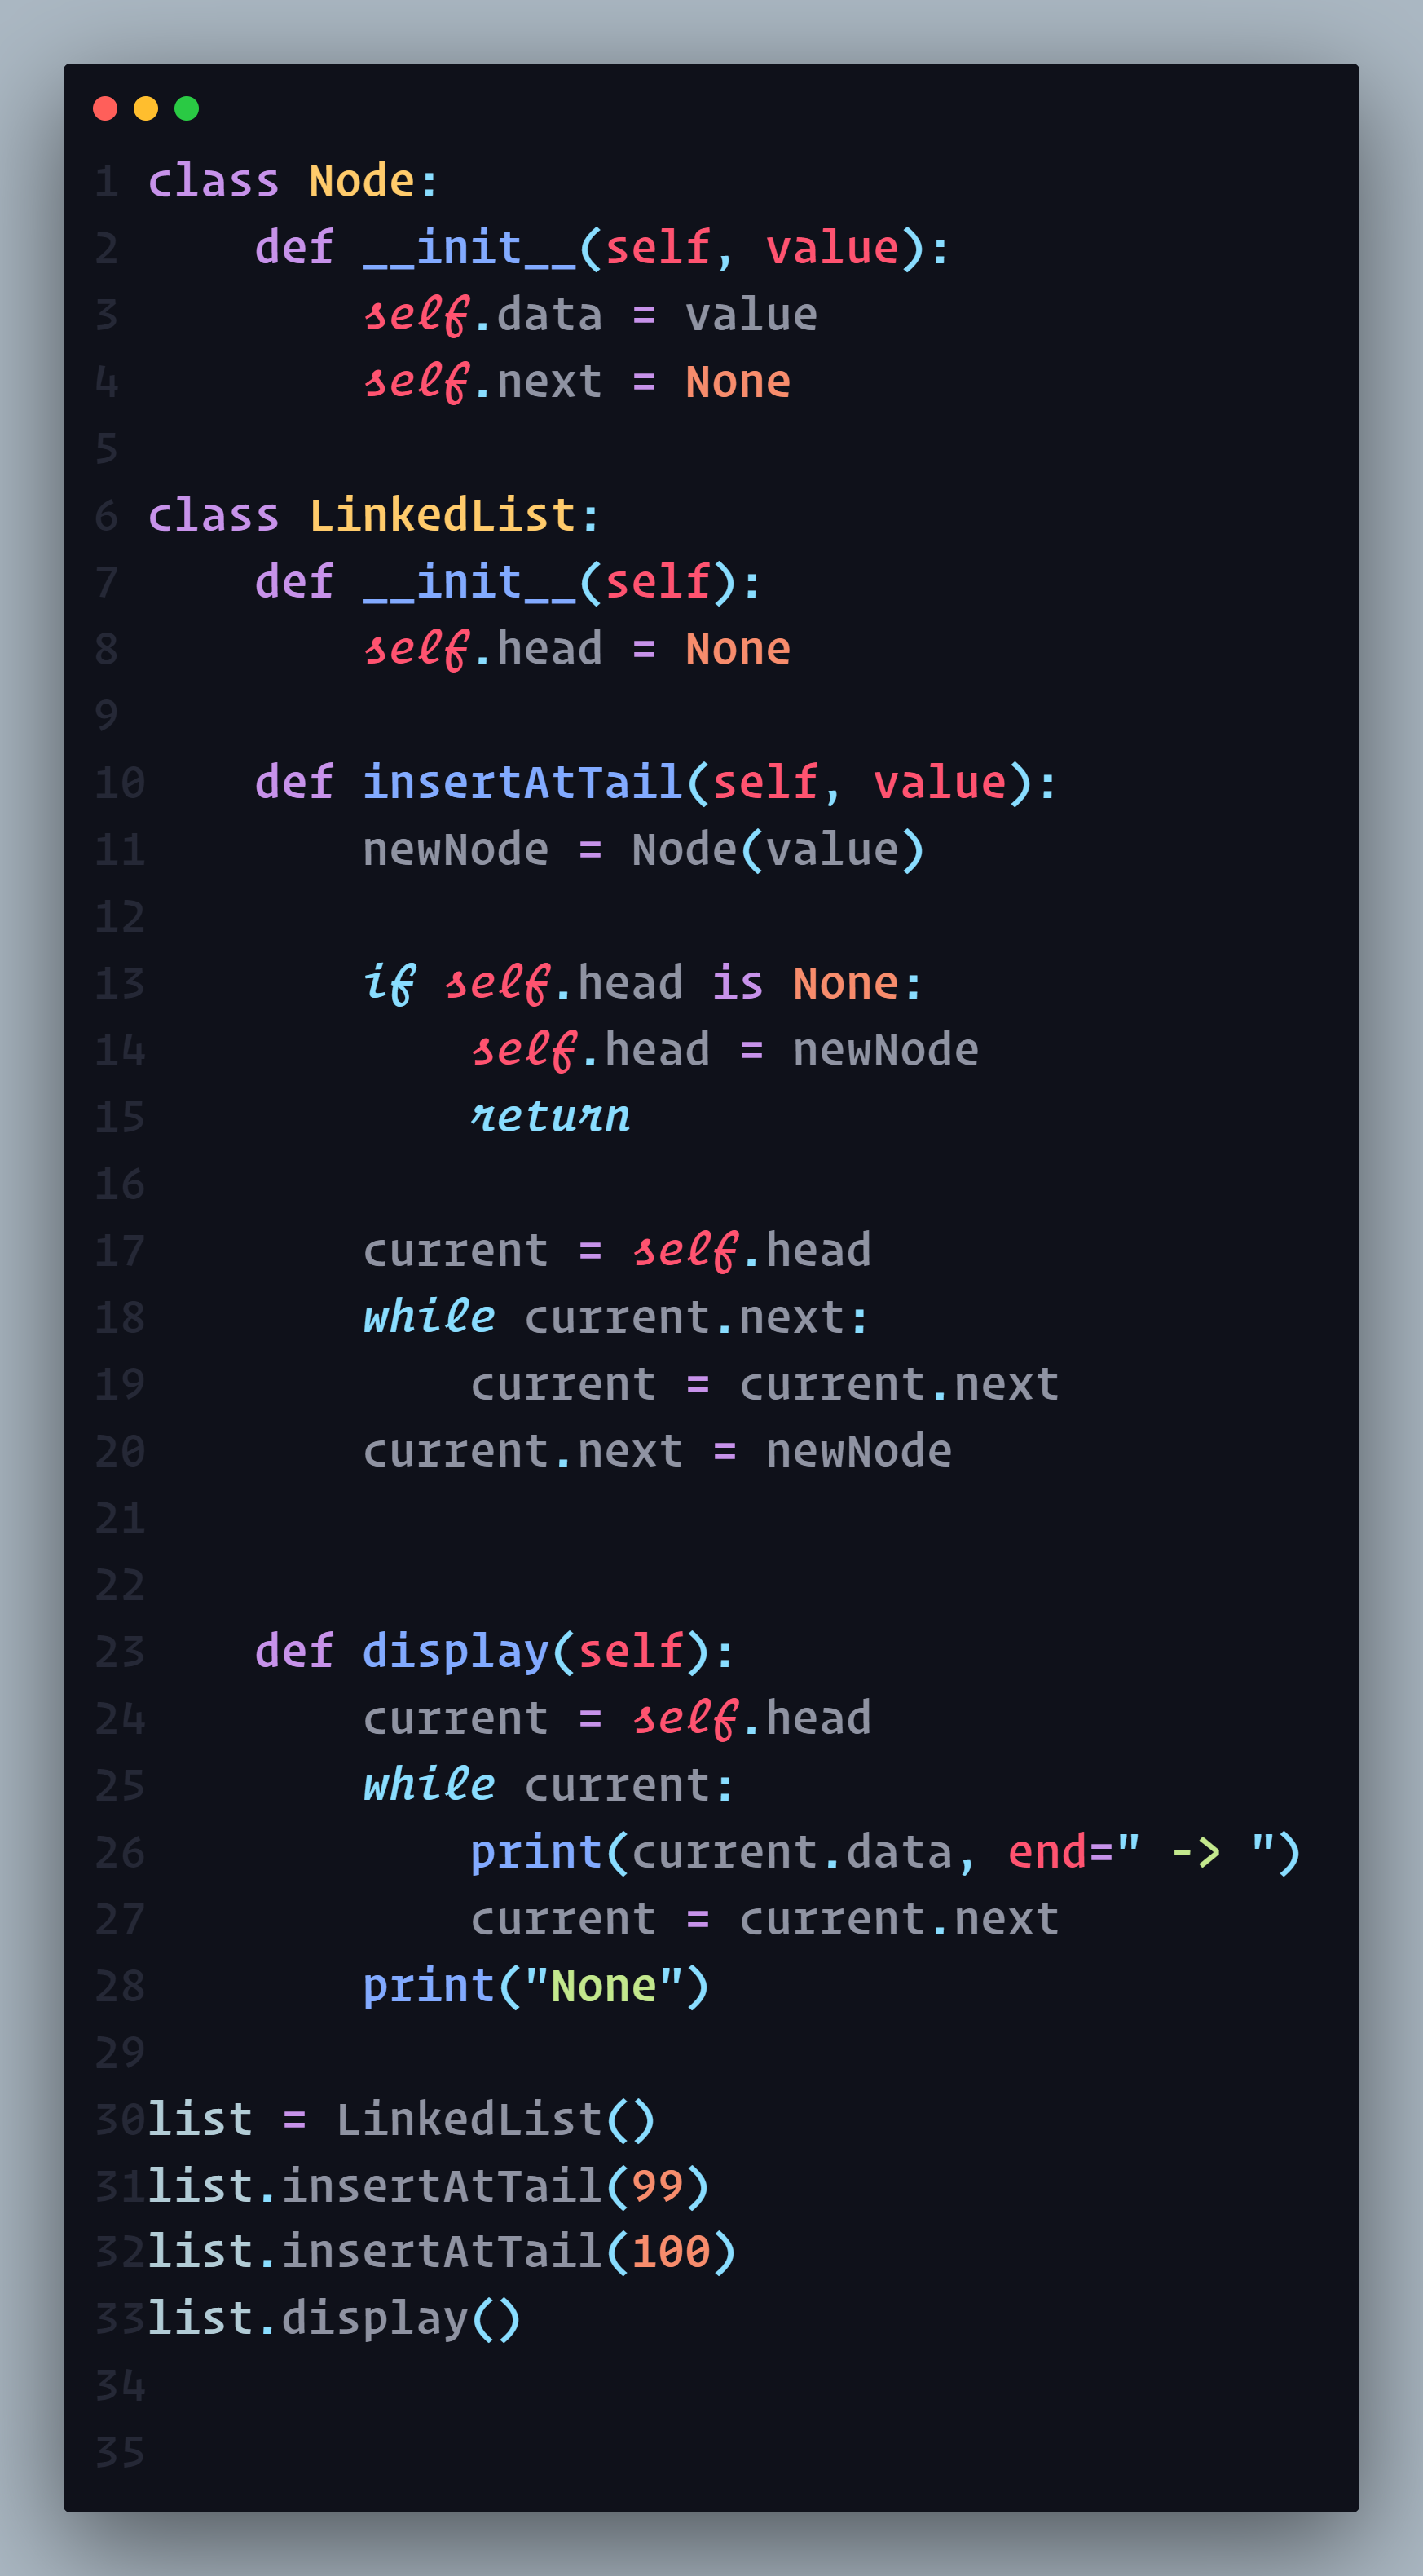 1 class Node:
2     def __init__(self, value):
3         self.data = value
4         self.next = None
5
6 class LinkedList:
7     def __init__(self):
8         self.head = None
9
10    def insertAtTail(self, value):
11        newNode = Node(value)
12
13        if self.head is None:
14            self.head = newNode
15            return
16
17        current = self.head
18        while current.next:
19            current = current.next
20        current.next = newNode
21
22
23    def display(self):
24        current = self.head
25        while current:
26            print(current.data, end=" -> ")
27            current = current.next
28        print("None")
29
30list = LinkedList()
31list.insertAtTail(99)
32list.insertAtTail(100)
33list.display()
34
35